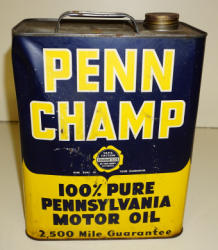 PENN
CHAMP
100% PURE
PENNSYLVANIA
MOTOR OIL
2,500 Mile Guarantee